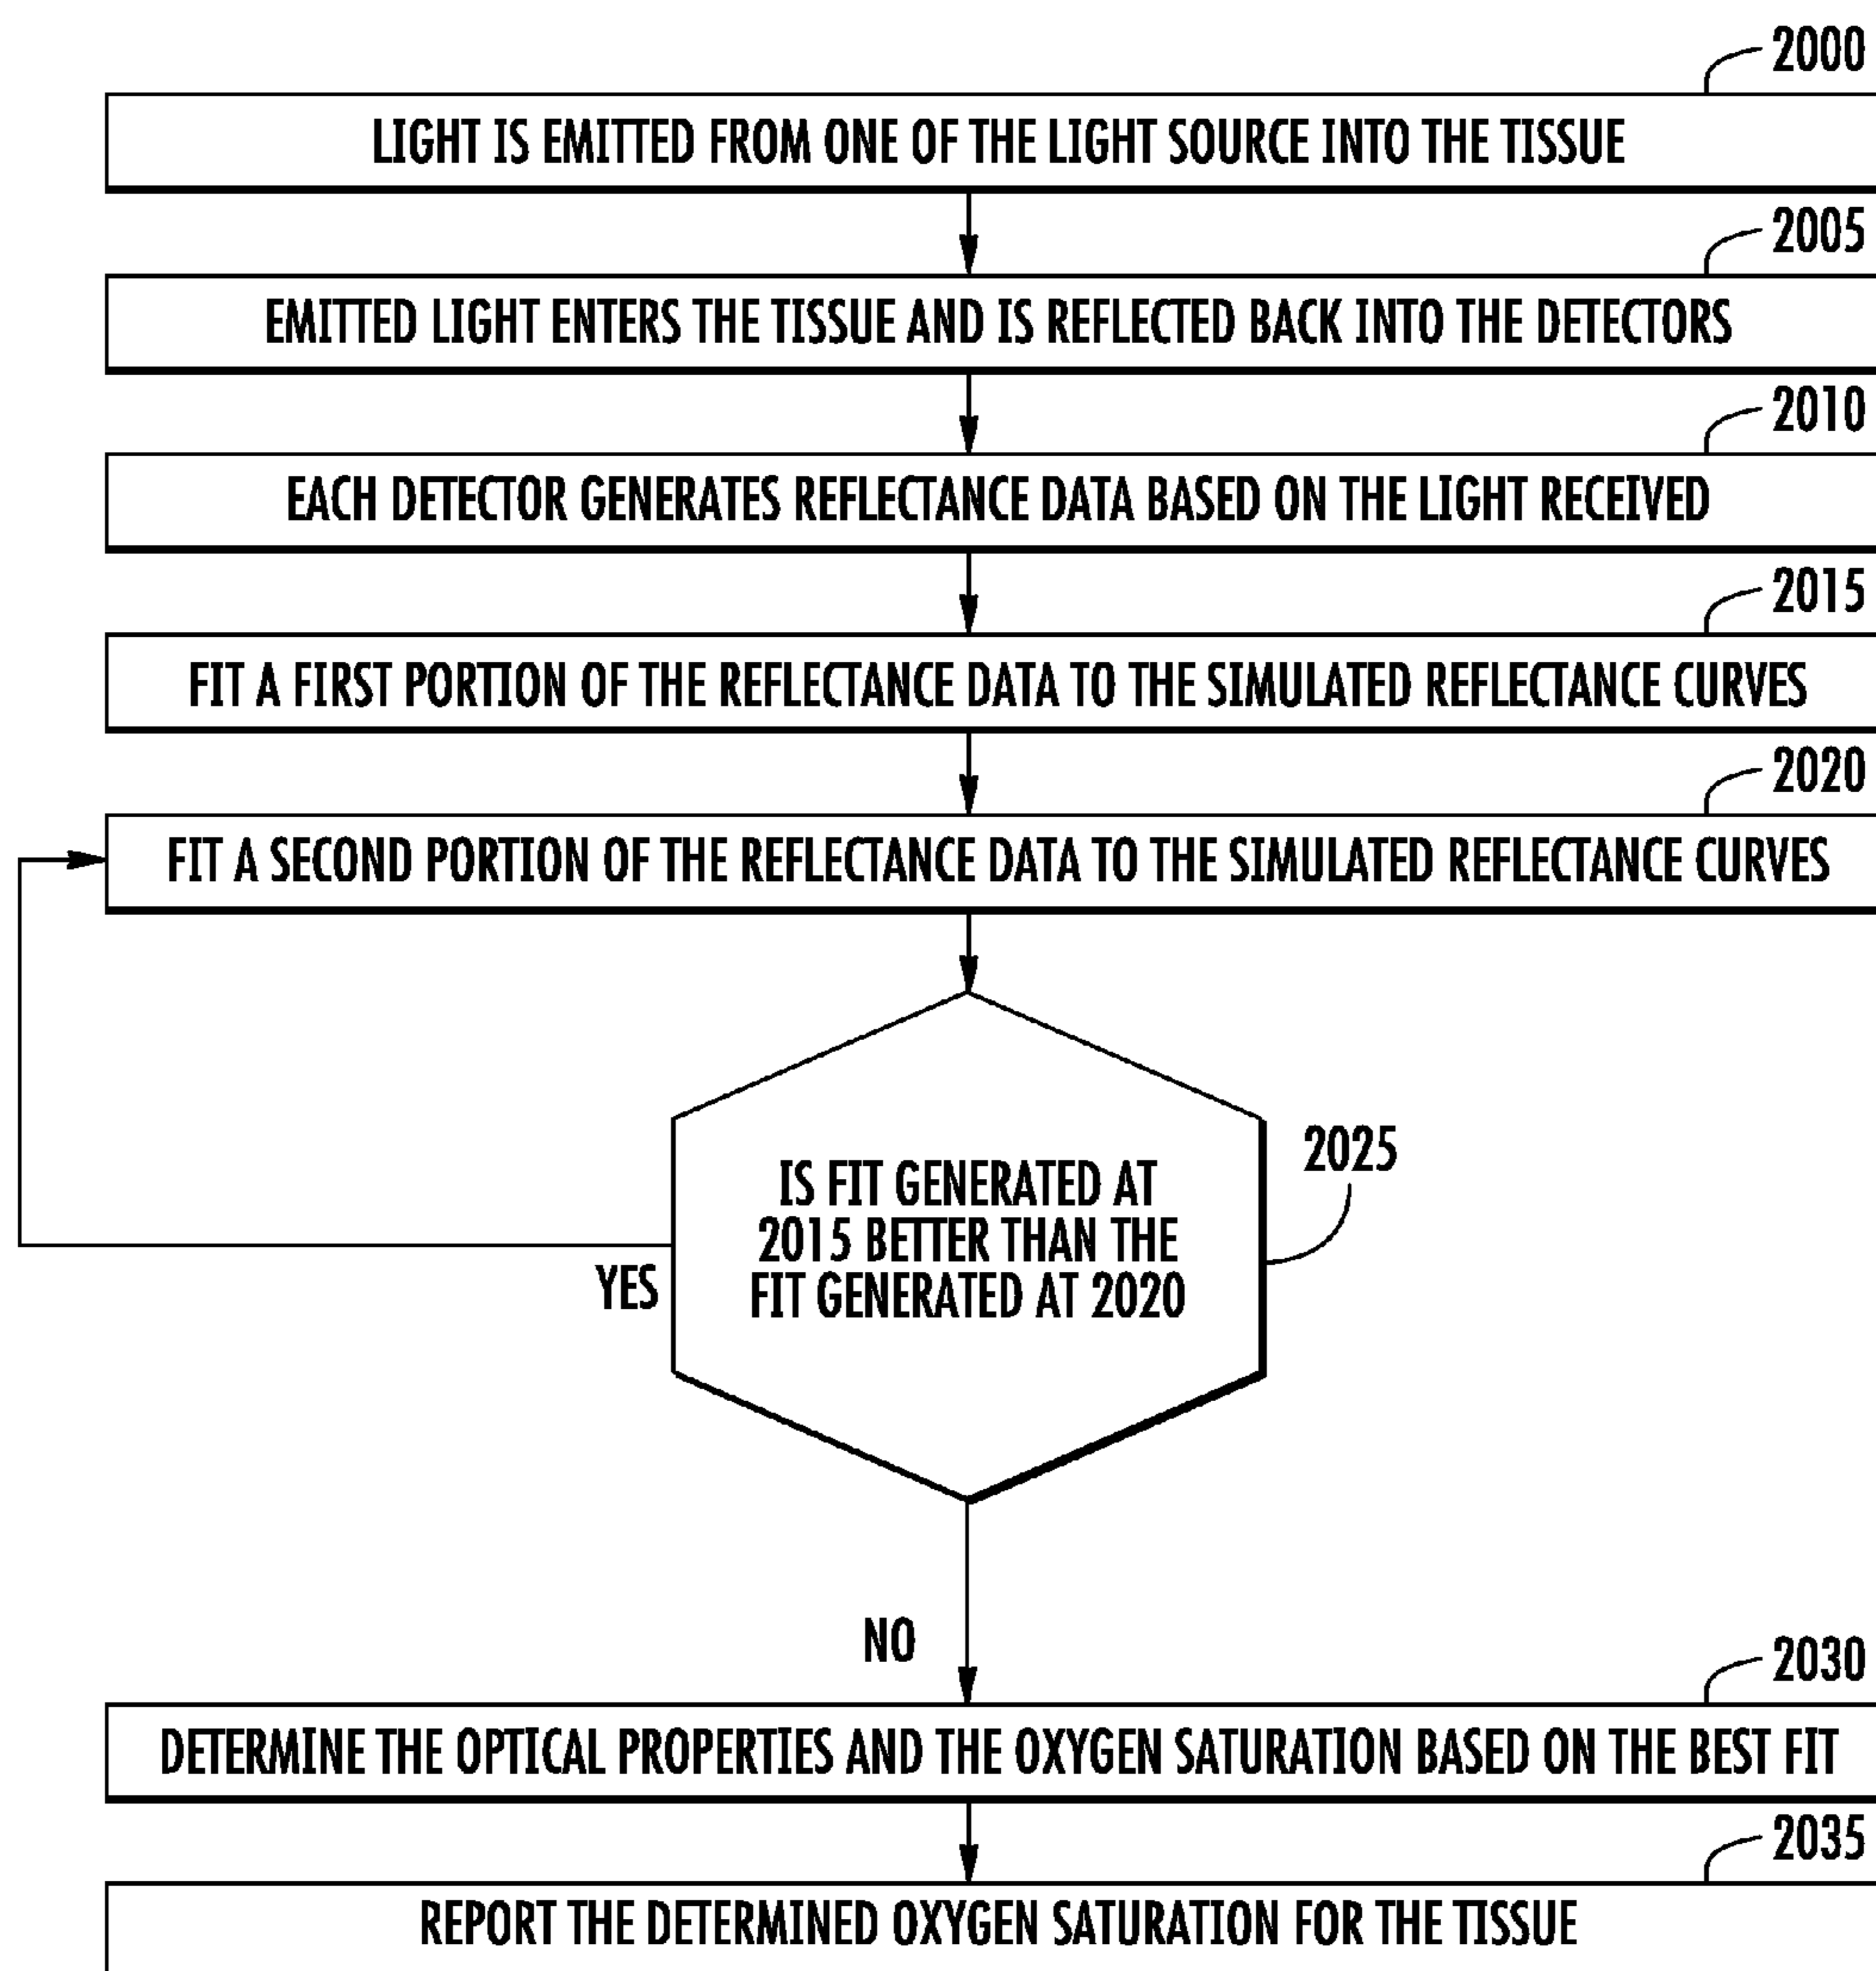 2000
LIGHT IS EMITTED FROM ONE OF THE LIGHT SOURCE INTO THE TISSUE
2005
EMITTED LIGHT ENTERS THE TISSUE AND IS REFLECTED BACK INTO THE DETECTORS
2010
EACH DETECTOR GENERATES REFLECTANCE DATA BASED ON THE LIGHT RECEIVED
2015
FIT A FIRST PORTION OF THE REFLECTANCE DATA TO THE SIMULATED REFLECTANCE CURVES
2020
FIT A SECOND PORTION OF THE REFLECTANCE DATA TO THE SIMULATED REFLECTANCE CURVES
2025
IS FIT GENERATED AT
2015 BETTER THAN THE
FIT GENERATED AT 2020
YES
NO
2030
DETERMINE THE OPTICAL PROPERTIES AND THE OXYGEN SATURATION BASED ON THE BEST FIT
2035
REPORT THE DETERMINED OXYGEN SATURATION FOR THE TISSUE